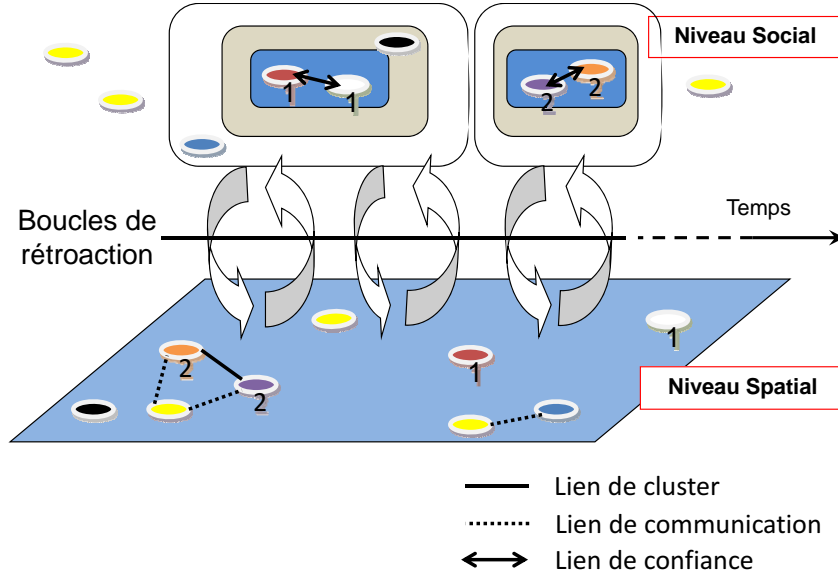 Niveau Social
1
1
2
2
Boucles de
rétroaction
Temps
1
2
1
2
Niveau Spatial
Lien de cluster
Lien de communication
Lien de confiance